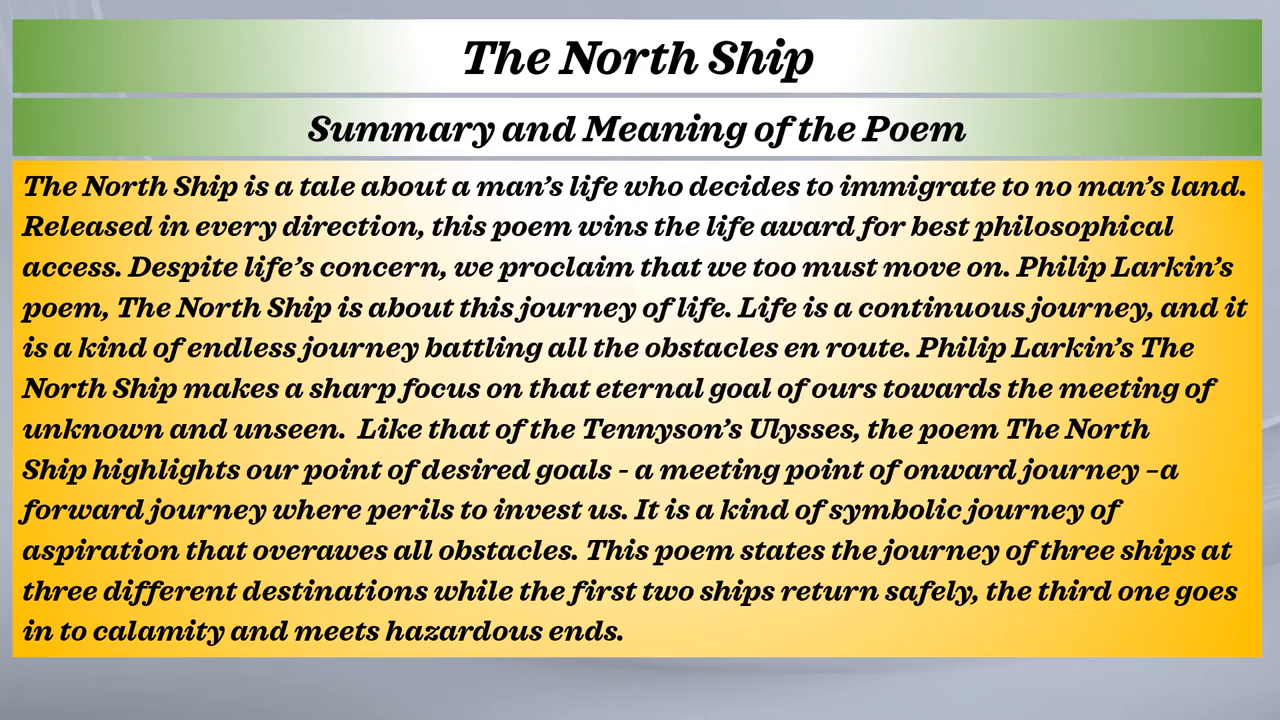 The North Ship
Summary and Meaning of the Poem
The North Ship is a tale about a man’s life who decides to immigrate to no man’s land.
Released in every direction, this poem wins the life award for best philosophical
access. Despite life’s concern, we proclaim that we too must move on. Philip Larkin’s
poem, The North Ship is about this journey of life. Life is a continuous journey, and it
is a kind of endless journey battling all the obstacles en route. Philip Larkin’s The
North Ship makes a sharp focus on that eternal goal of ours towards the meeting of
unknown and unseen.  Like that of the Tennyson’s Ulysses, the poem The North
Ship highlights our point of desired goals - a meeting point of onward journey –a
forward journey where perils to invest us. It is a kind of symbolic journey of
aspiration that overawes all obstacles. This poem states the journey of three ships at
three different destinations while the first two ships return safely, the third one goes
in to calamity and meets hazardous ends.